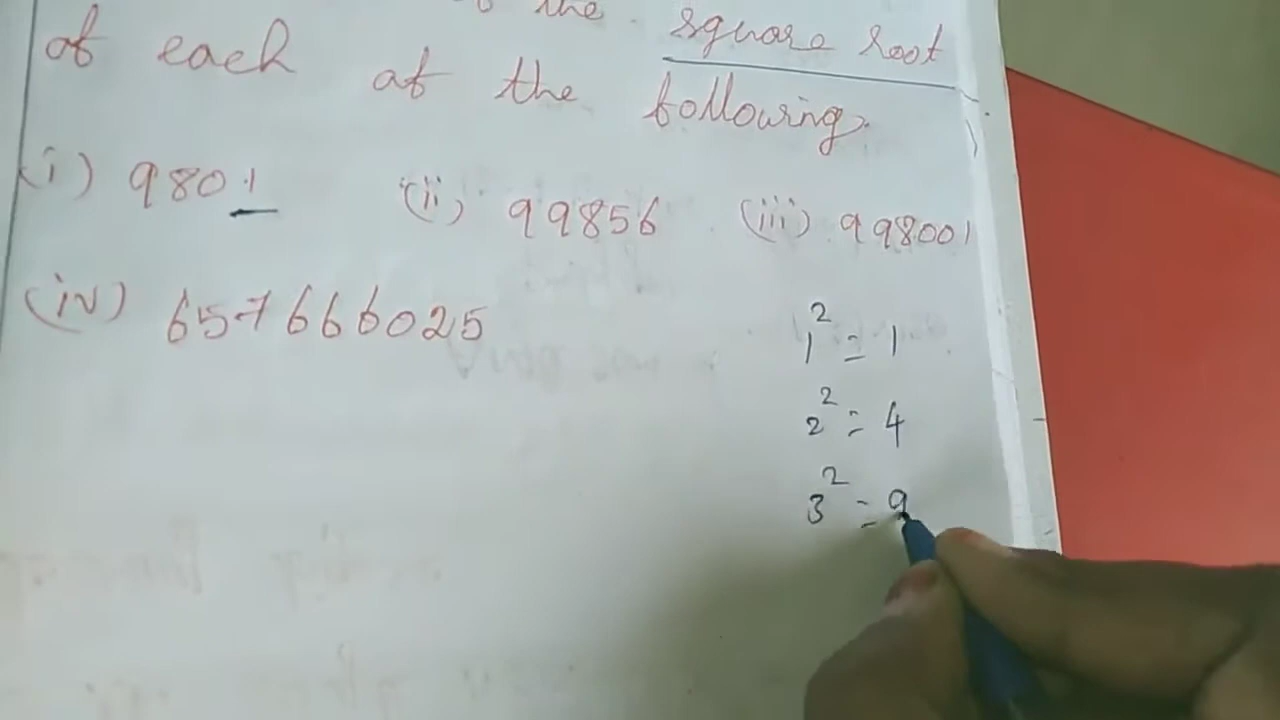 the square root
of each of the following.
(i) 9801 (ii) 99856 (iii) 998001
(iv) 657666025
1² = 1
2² = 4
3² = 9